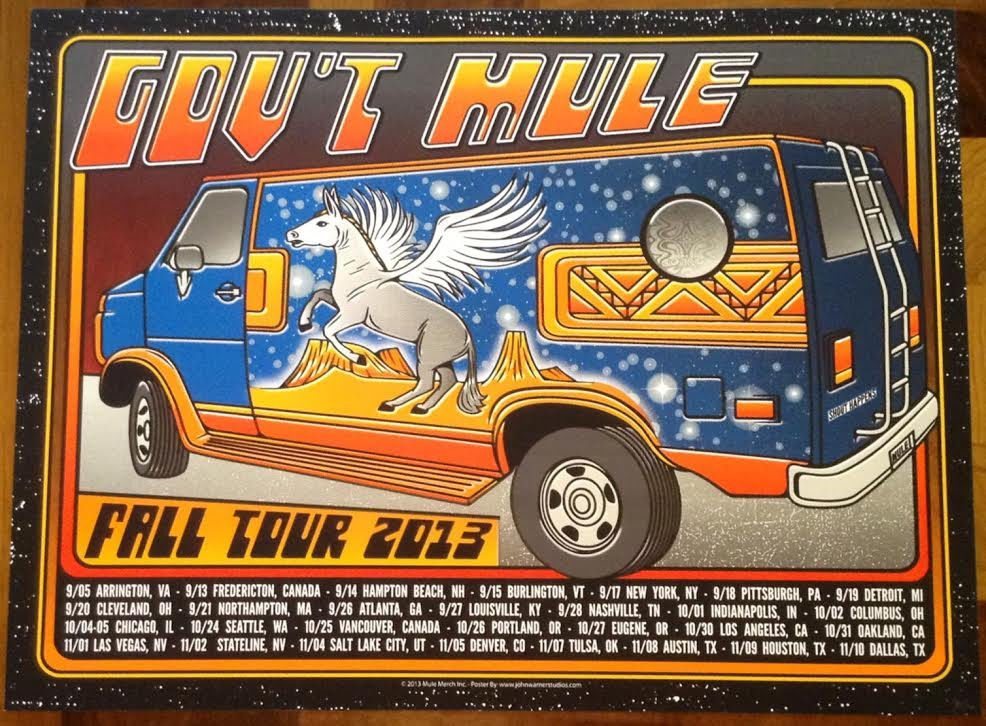 GOV'T MULE
SHOUT HAPPENS
MULE1
FALL TOUR 2013
9/05 ARRINGTON, VA - 9/13 FREDERICTON, CANADA - 9/14 HAMPTON BEACH, NH - 9/15 BURLINGTON, VT - 9/17 NEW YORK, NY - 9/18 PITTSBURGH, PA - 9/19 DETROIT, MI
9/20 CLEVELAND, OH - 9/21 NORTHAMPTON, MA - 9/26 ATLANTA, GA - 9/27 LOUISVILLE, KY - 9/28 NASHVILLE, TN - 10/01 INDIANAPOLIS, IN - 10/02 COLUMBUS, OH
10/04-05 CHICAGO, IL - 10/24 SEATTLE, WA - 10/25 VANCOUVER, CANADA - 10/26 PORTLAND, OR - 10/27 EUGENE, OR - 10/30 LOS ANGELES, CA - 10/31 OAKLAND, CA
11/01 LAS VEGAS, NV - 11/02 STATELINE, NV - 11/04 SALT LAKE CITY, UT - 11/05 DENVER, CO - 11/07 TULSA, OK - 11/08 AUSTIN, TX - 11/09 HOUSTON, TX - 11/10 DALLAS, TX
© 2013 Mule Merch Inc. - Poster By: www.johnwarnerstudios.com